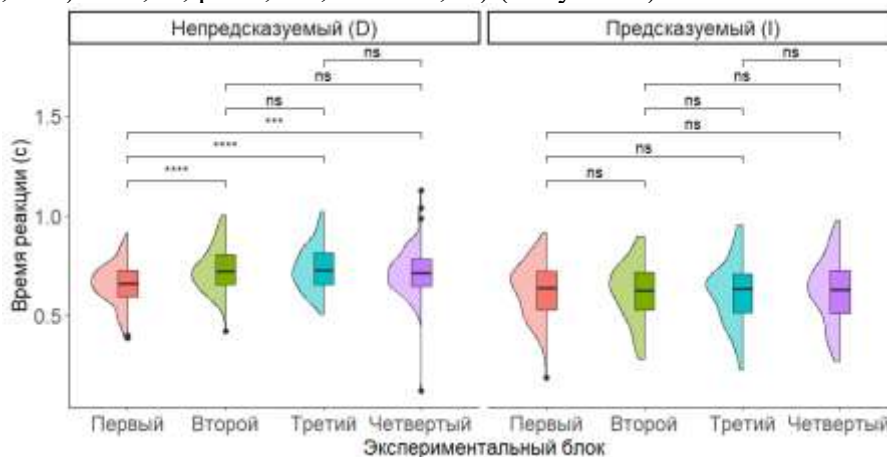 Непредсказуемый (D)
Предсказуемый (I)
ns
ns
ns
ns
ns
ns
***
ns
****
ns
****
ns
Время реакции (с)
1.5
1.0
0.5
Первый Второй Третий Четвертый
Первый Второй Третий Четвертый
Экспериментальный блок